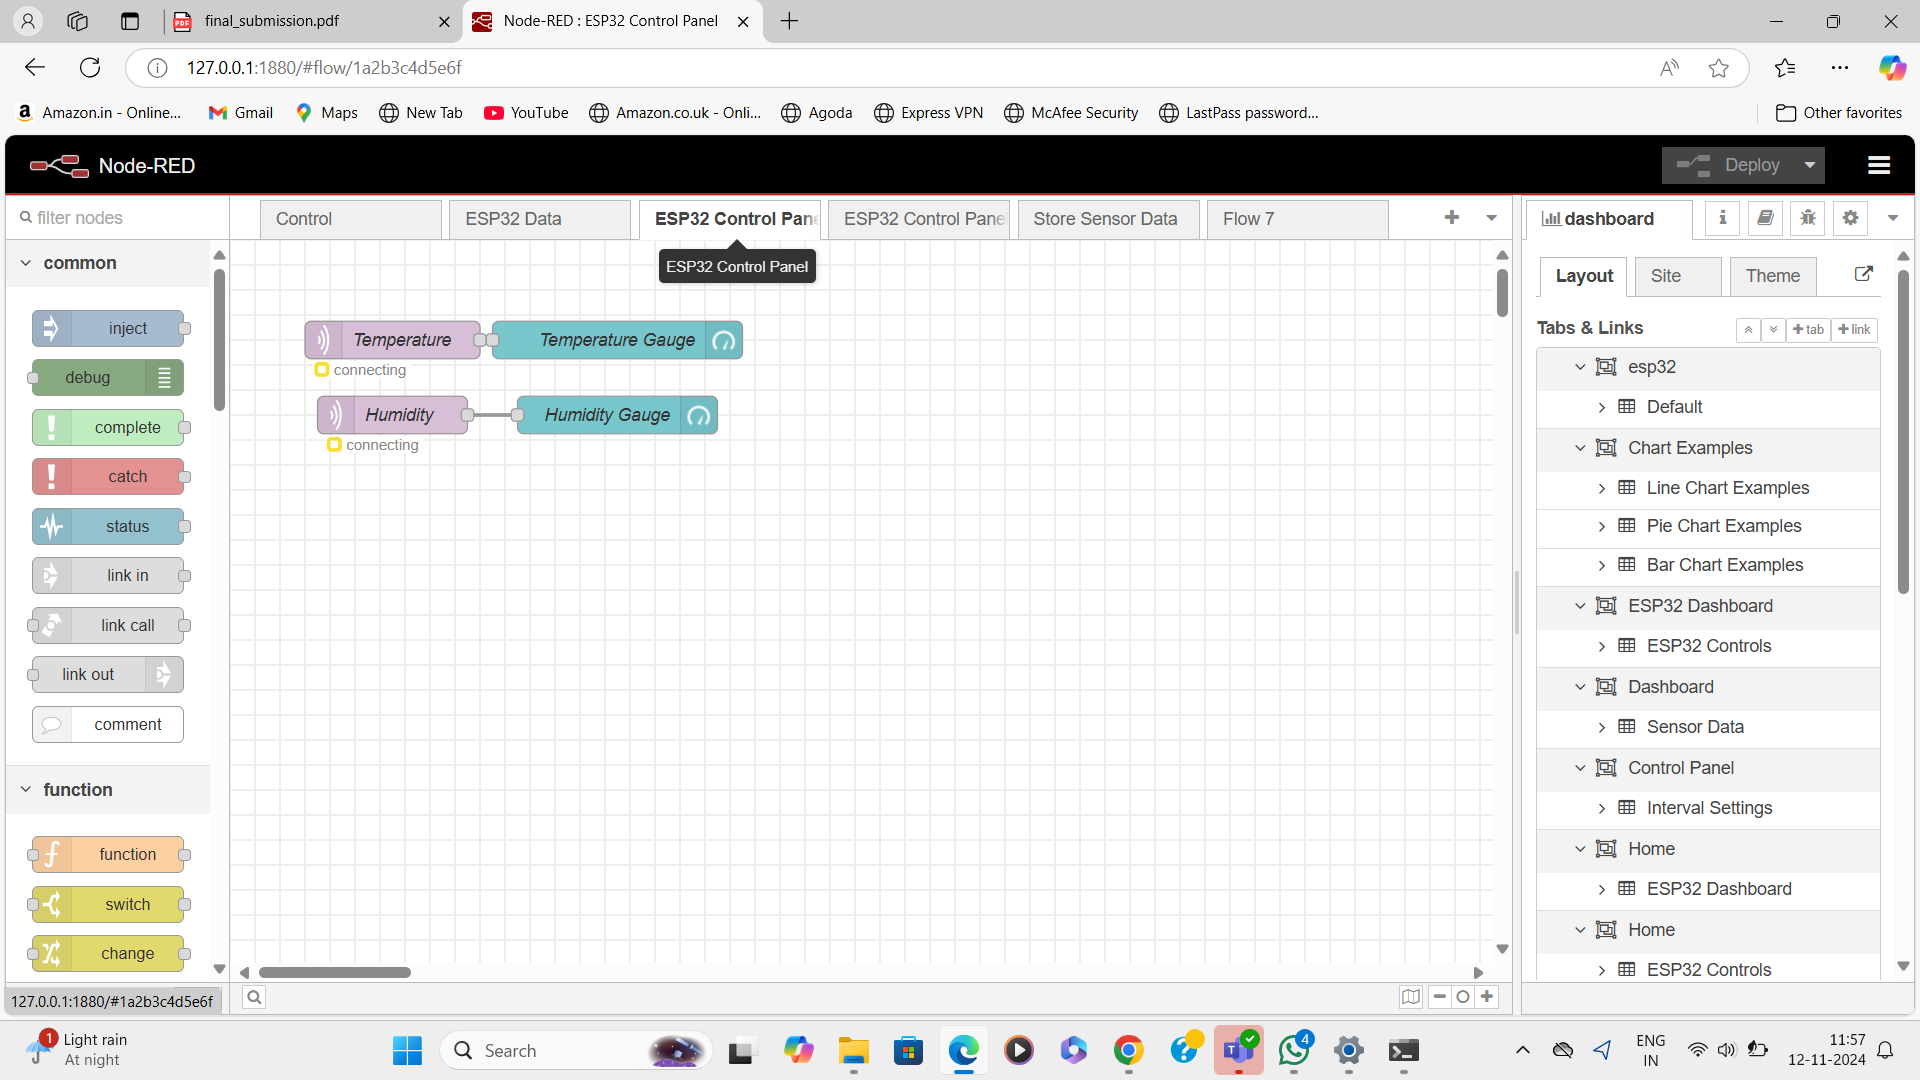 final_submission.pdf
Node-RED : ESP32 Control Panel
127.0.0.1:1880/#flow/1a2b3c4d5e6f
Amazon.in - Online...
Gmail
Maps
New Tab
YouTube
Amazon.co.uk - Onli...
Agoda
Express VPN
McAfee Security
LastPass password...
Other favorites
Node-RED
Deploy
filter nodes
Control
ESP32 Data
ESP32 Control Pane
ESP32 Control Pane
Store Sensor Data
Flow 7
ESP32 Control Panel
common
inject
debug
complete
catch
status
link in
link call
link out
comment
function
function
switch
change
Temperature
Temperature Gauge
connecting
Humidity
Humidity Gauge
connecting
dashboard
Layout
Site
Theme
Tabs & Links
+ tab
+ link
esp32
Default
Chart Examples
Line Chart Examples
Pie Chart Examples
Bar Chart Examples
ESP32 Dashboard
ESP32 Controls
Dashboard
Sensor Data
Control Panel
Interval Settings
Home
ESP32 Dashboard
Home
ESP32 Controls
127.0.0.1:1880/#1a2b3c4d5e6f
1
Light rain
At night
Search
4
ENG
IN
11:57
12-11-2024